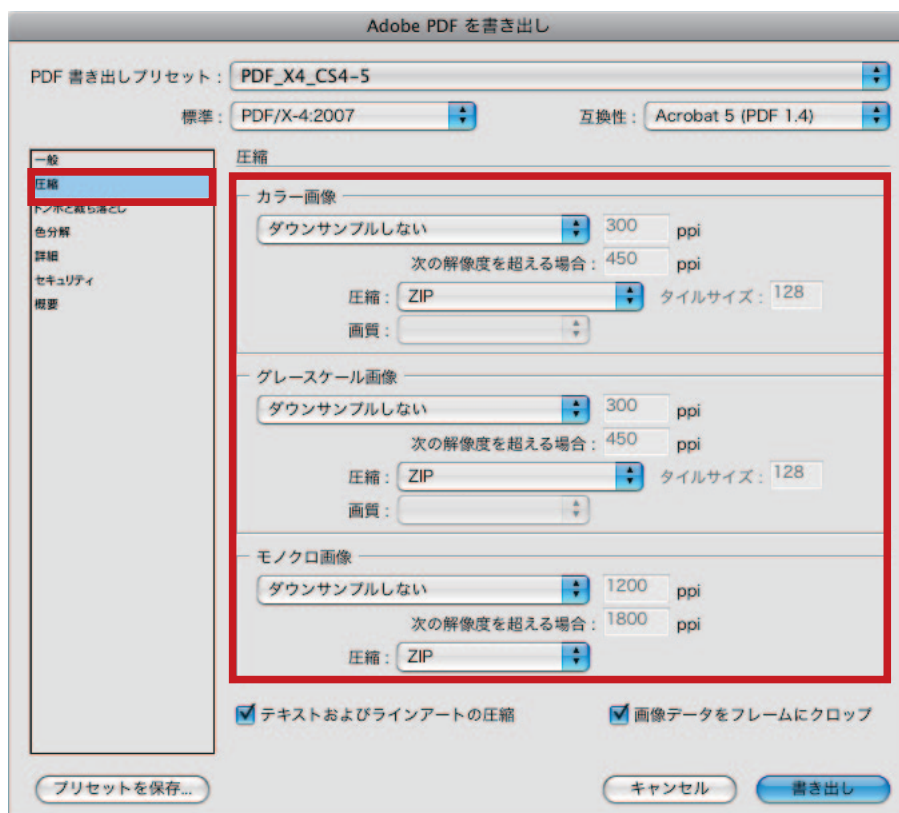 Adobe PDF を書き出し
PDF 書き出しプリセット : PDF_X4_CS4-5
標準 : PDF/X-4:2007 互換性 : Acrobat 5 (PDF 1.4)
一般
圧縮
トンボと裁ち落とし
色分解
詳細
セキュリティ
概要
圧縮
カラー画像
ダウンサンプルしない 300 ppi
次の解像度を超える場合 : 450 ppi
圧縮 : ZIP タイルサイズ : 128
画質 :
グレースケール画像
ダウンサンプルしない 300 ppi
次の解像度を超える場合 : 450 ppi
圧縮 : ZIP タイルサイズ : 128
画質 :
モノクロ画像
ダウンサンプルしない 1200 ppi
次の解像度を超える場合 : 1800 ppi
圧縮 : ZIP
テキストおよびラインアートの圧縮 画像データをフレームにクロップ
プリセットを保存... キャンセル 書き出し